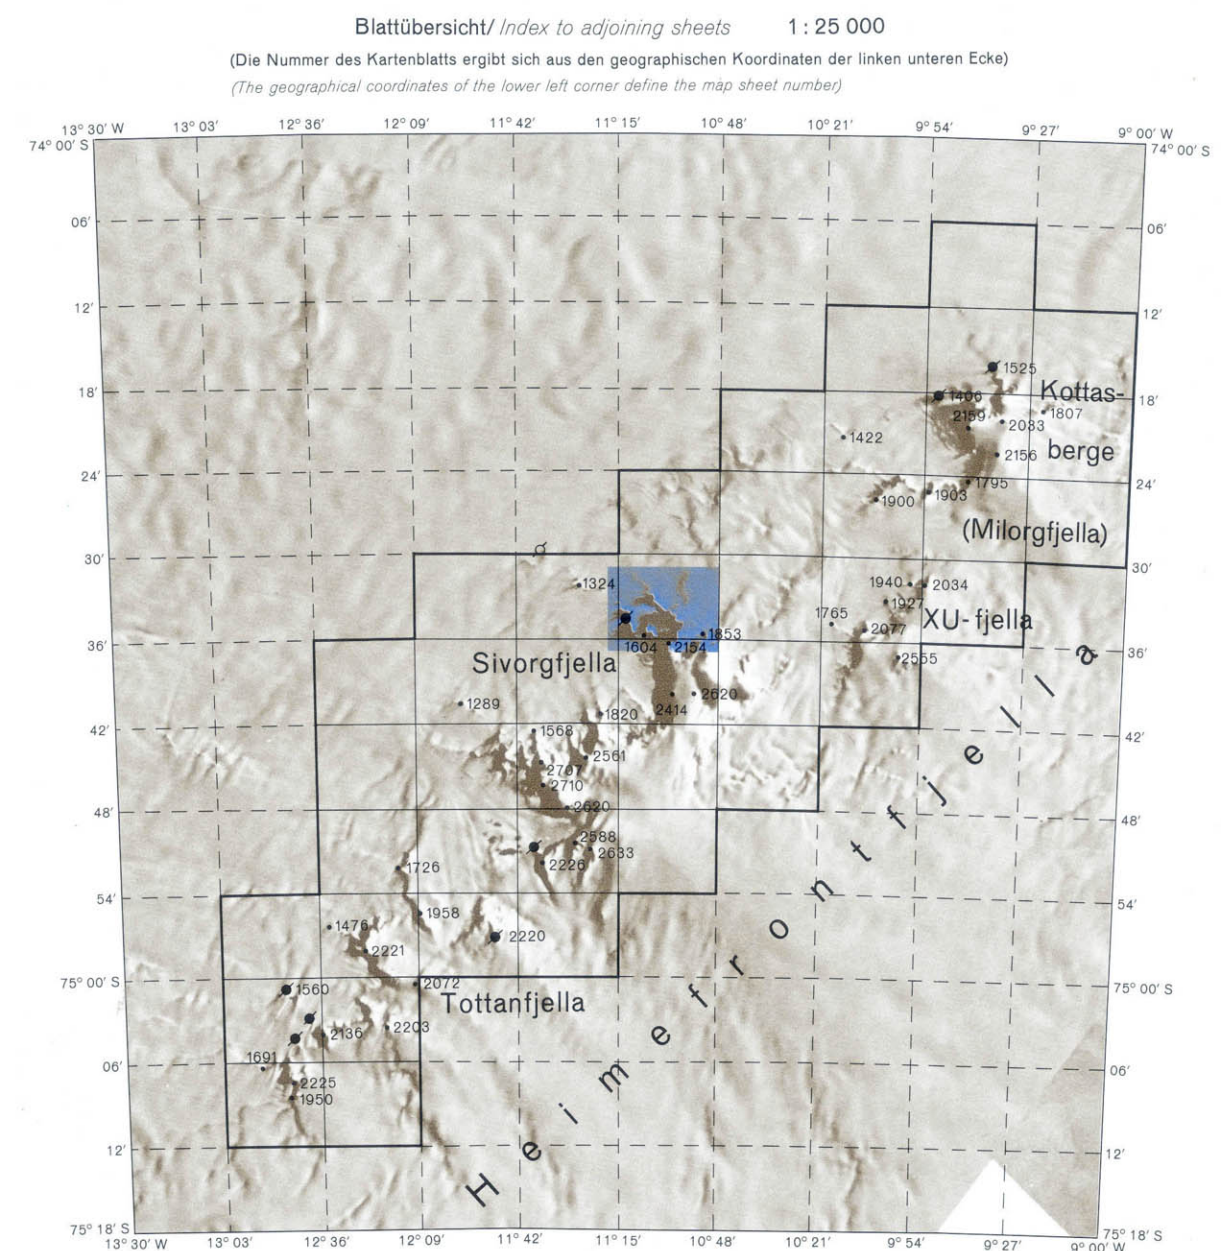 Blattübersicht/ Index to adjoining sheets 1 : 25 000
(Die Nummer des Kartenblatts ergibt sich aus den geographischen Koordinaten der linken unteren Ecke)
(The geographical coordinates of the lower left corner define the map sheet number)
13° 30' W 13° 03' 12° 36' 12° 09' 11° 42' 11° 15' 10° 48' 10° 21' 9° 54' 9° 27' 9° 00' W
74° 00' S 74° 00' S
06' 06'
12' 12'
1525
18' 1406 Kottas- 18'
2159 2083 1807
1422
2156 berge
24' 1795 24'
1900 1903
(Milorgfjella)
30' 30'
1324 1940 2034
1927
1765 2077 XU-fjella
1853
36' 1604 2154 36'
Sivorgfjella 2555
2620
1289 2414
1820
42' 1568 42'
2561
2707
2710
48' 2620 48'
2588
2633
1726 2226
54' 54'
1958
1476
2220
2221
75° 00' S 2072 75° 00' S
1560 Tottanfjella
2136 2203
1691
06' 06'
2225
1950
12' 12'
Heimefrontfjella
75° 18' S 75° 18' S
13° 30' W 13° 03' 12° 36' 12° 09' 11° 42' 11° 15' 10° 48' 10° 21' 9° 54' 9° 27' 9° 00' W